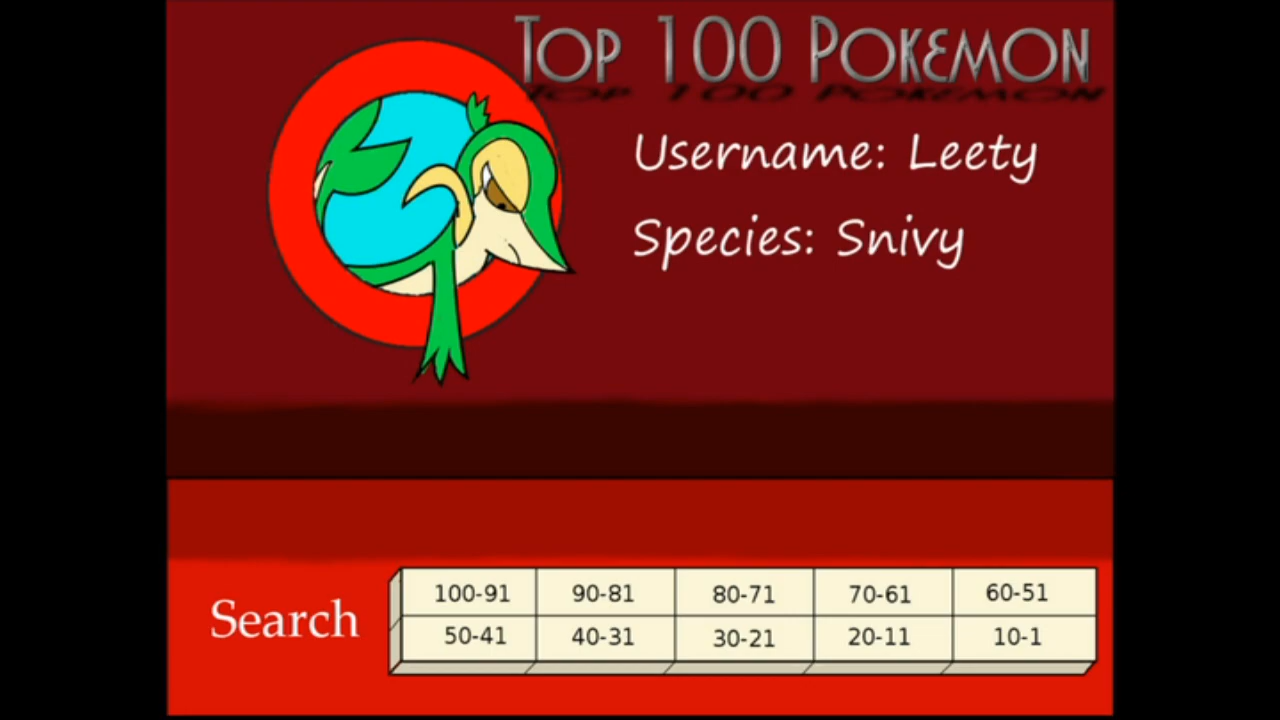 Top 100 Pokemon
Username: Leety
Species: Snivy
Search
100-91 90-81 80-71 70-61 60-51
50-41 40-31 30-21 20-11 10-1